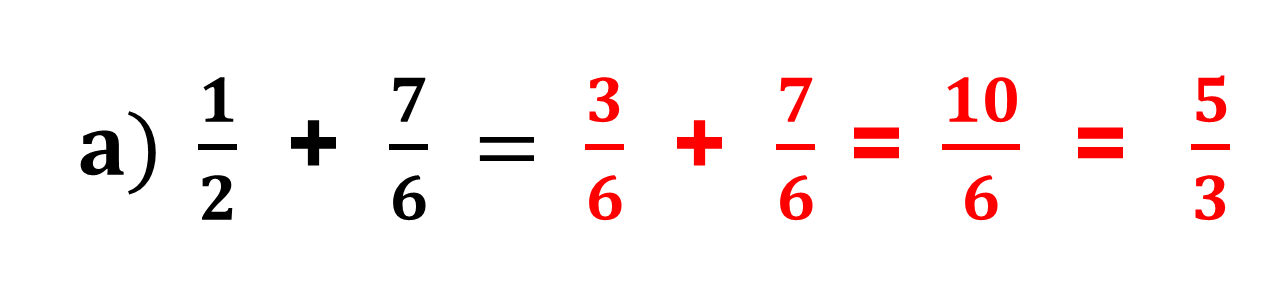 a) 1/2 + 7/6 = 3/6 + 7/6 = 10/6 = 5/3